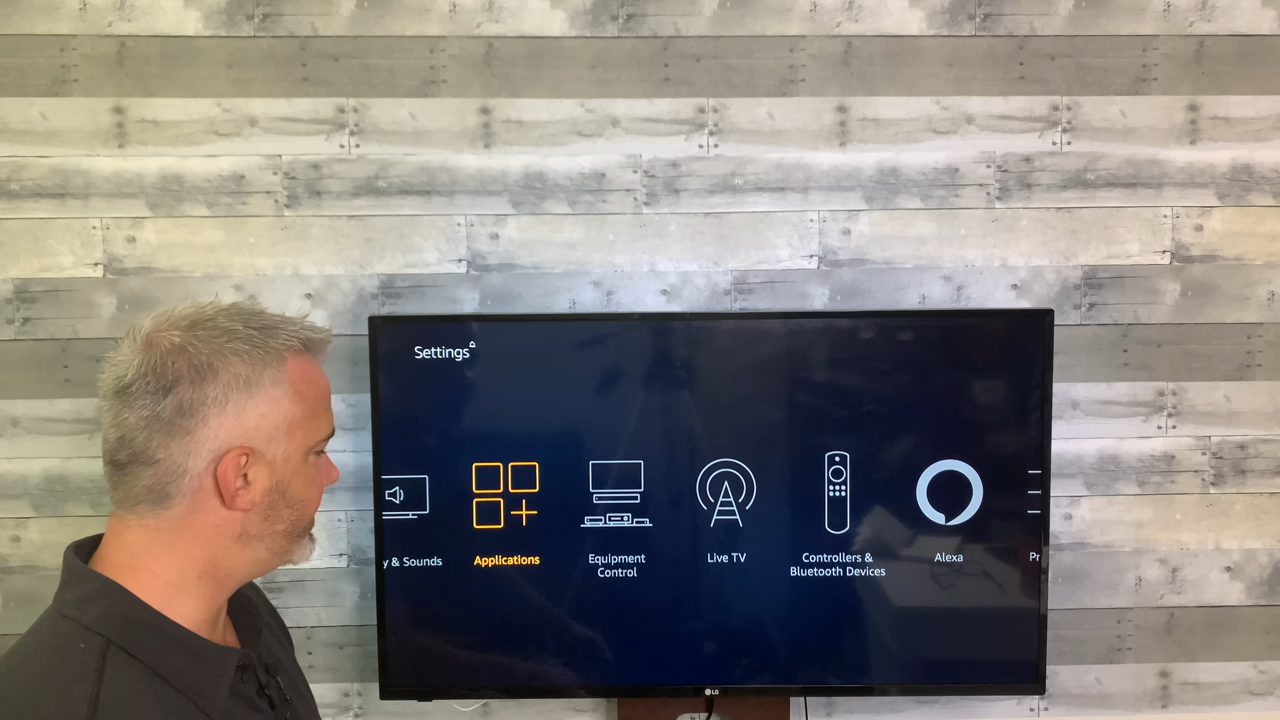 Settings
y & Sounds
Applications
Equipment
Control
Live TV
Controllers &
Bluetooth Devices
Alexa
Pr
LG